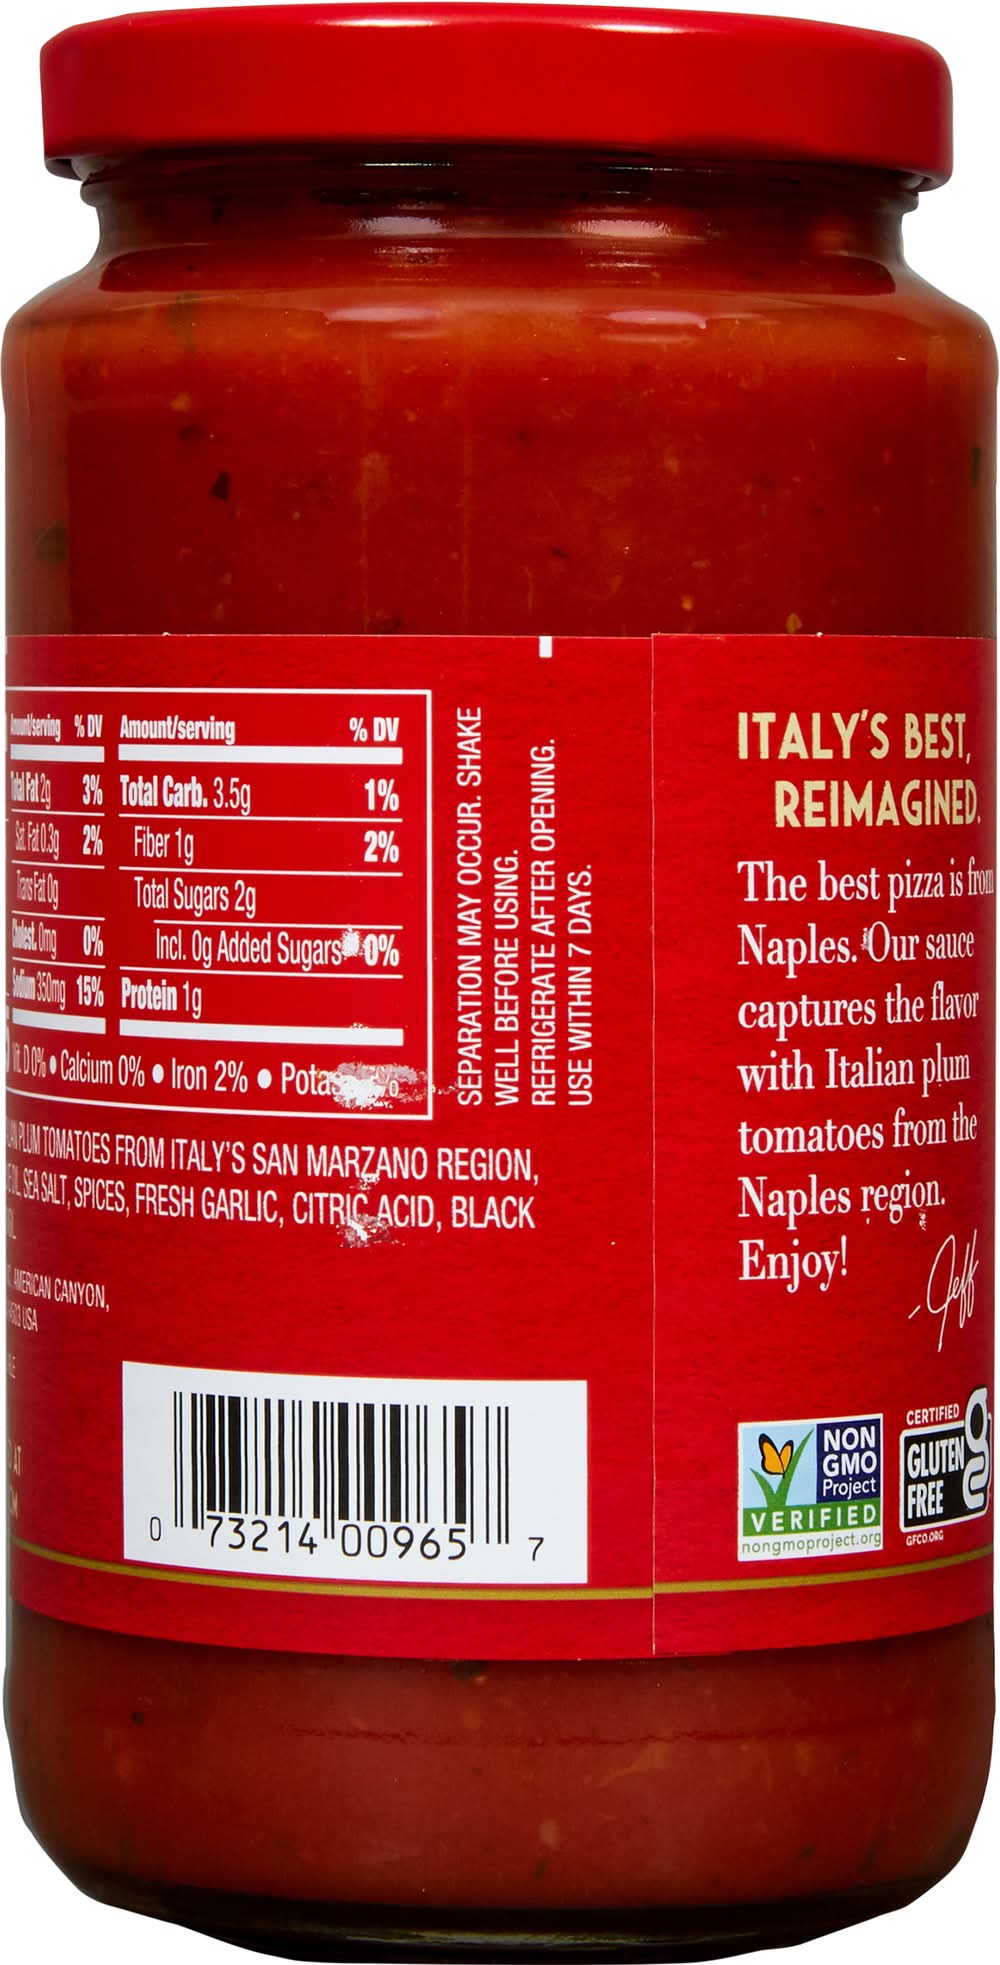 Amount/serving % DV Amount/serving % DV
Total Fat 2g 3% Total Carb. 3.5g 1%
Sat. Fat 0.3g 2% Fiber 1g 2%
Trans Fat 0g Total Sugars 2g
Cholest. 0mg 0% Incl. 0g Added Sugars 0%
Sodium 350mg 15% Protein 1g
Vit. D 0% • Calcium 0% • Iron 2% •
PLUM TOMATOES FROM ITALY'S SAN MARZANO REGION,
OIL, SEA SALT, SPICES, FRESH GARLIC, CITRIC ACID, BLACK
AMERICAN CANYON,
USA
AT
SEPARATION MAY OCCUR. SHAKE
WELL BEFORE USING.
REFRIGERATE AFTER OPENING.
USE WITHIN 7 DAYS.
0 73214 00965 7
ITALY'S BEST,
REIMAGINED.
The best pizza is from
Naples. Our sauce
captures the flavor
with Italian plum
tomatoes from the
Naples region.
Enjoy!
-Jeff
NON
GMO
Project
VERIFIED
nongmoproject.org
CERTIFIED
GLUTEN
FREE
GFCO.ORG